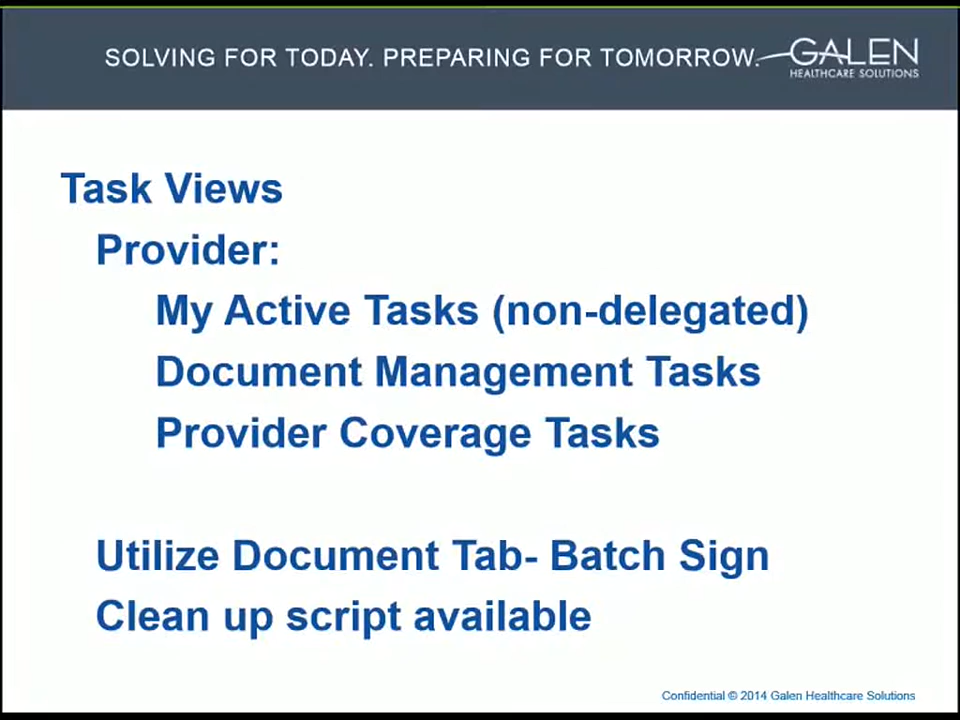 SOLVING FOR TODAY. PREPARING FOR TOMORROW.
GALEN
HEALTHCARE SOLUTIONS
Task Views
Provider:
My Active Tasks (non-delegated)
Document Management Tasks
Provider Coverage Tasks
Utilize Document Tab- Batch Sign
Clean up script available
Confidential © 2014 Galen Healthcare Solutions